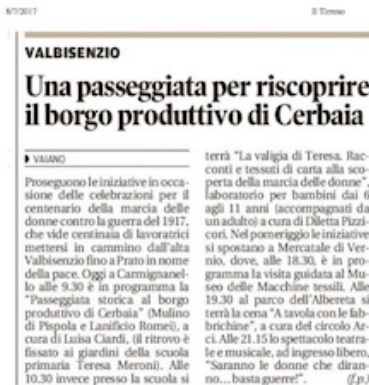 8/7/2017
Il Tirreno
VALBISENZIO
Una passeggiata per riscoprire
il borgo produttivo di Cerbaia
VAIANO
Proseguono le iniziative in occa-
sione delle celebrazioni per il
centenario della marcia delle
donne contro la guerra del 1917,
che vide centinaia di lavoratrici
mettersi in cammino dall'alta
Valbisenzio fino a Prato in nome
della pace. Oggi a Carmignanel-
lo alle 9.30 è in programma la
"Passeggiata storica al borgo
produttivo di Cerbaia" (Mulino
di Pispola e Lanificio Romei), a
cura di Luisa Ciardi, (il ritrovo è
fissato ai giardini della scuola
primaria Teresa Meroni). Alle
10.30 invece presso la scuola si
terrà "La valigia di Teresa. Rac-
conti e tessuti di carta alla sco-
perta della marcia delle donne",
laboratorio per bambini dai 6
agli 11 anni (accompagnati da
un adulto) a cura di Diletta Pizzi-
cori. Nel pomeriggio le iniziative
si spostano a Mercatale di Ver-
nio, dove, alle 18.30, è in pro-
gramma la visita guidata al Mu-
seo delle Macchine tessili. Alle
19.30 al parco dell'Albereta si
terrà la cena "A tavola con le fab-
brichine", a cura del circolo Ar-
ci. Alle 21.15 lo spettacolo teatra-
le e musicale, ad ingresso libero,
"Saranno le donne che diran-
no... basta guerre!".
(f.p.)